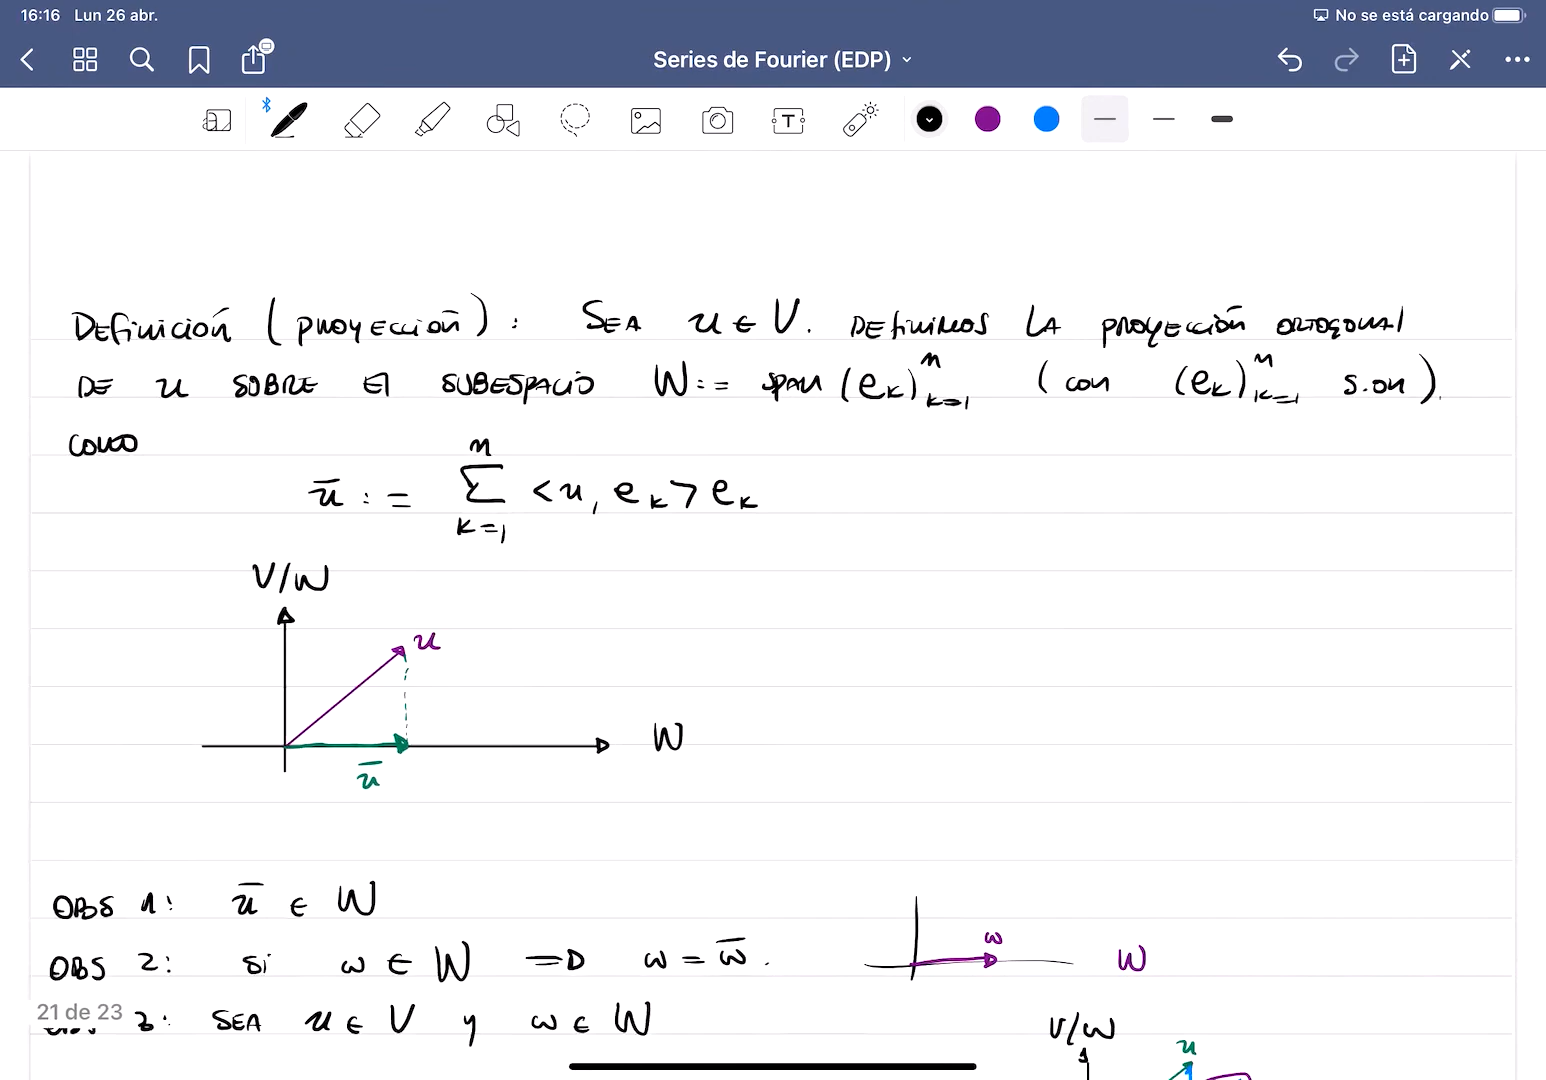 16:16 Lun 26 abr. No se está cargando
Series de Fourier (EDP)
Definición (proyección): Sea u ∈ V. Definimos la proyección ortogonal
de u sobre el subespacio W := span (e_k)_{k=1}^n (con (e_k)_{k=1}^n s.on).
como
ū := ∑_{k=1}^n <u, e_k> e_k
V/W
u
W
ū
OBS 1: ū ∈ W
OBS 2: si ω ∈ W ⇒ ω = ω̄.
ω
W
21 de 23
3: SEA u ∈ V y ω ∈ W
V/W
u